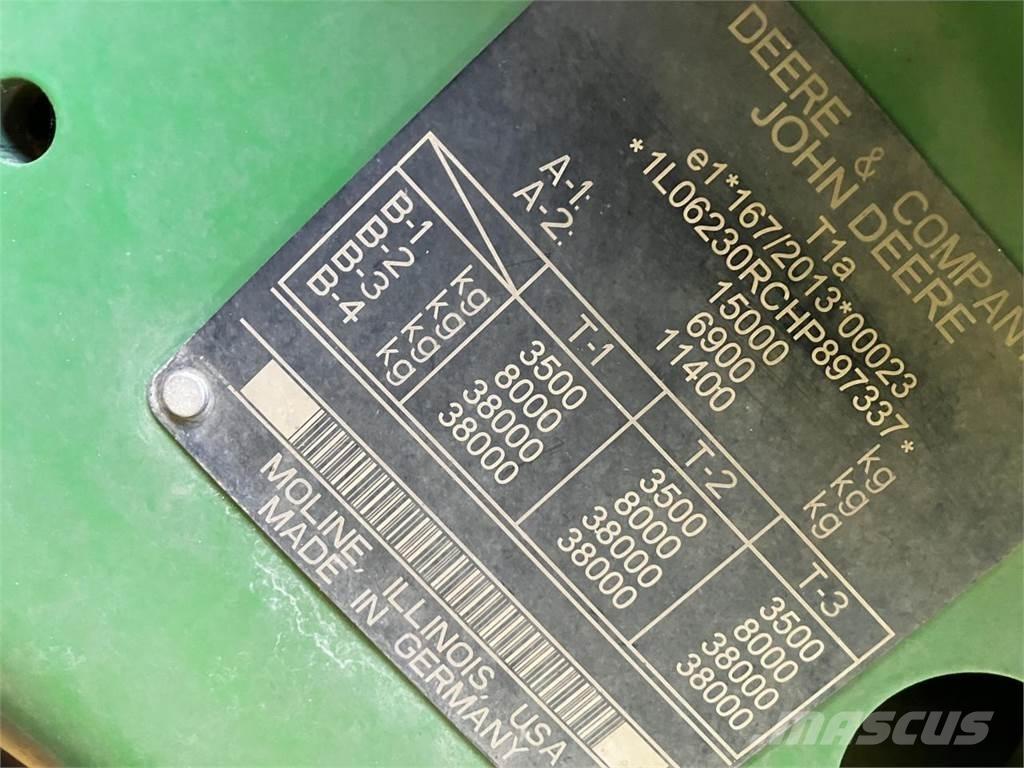 DEERE & COMPANY
JOHN DEERE
T1a
e1*167/2013*00023
*1L06230RCHP897337*
15000 kg
A-1: 6900 kg
A-2: 11400 kg
T-1 T-2 T-3
B-1 kg 3500 3500 3500
B-2 kg 8000 8000 8000
B-3 kg 38000 38000 38000
B-4 kg 38000 38000 38000
MOLINE, ILLINOIS, USA
MADE IN GERMANY
MASCUS